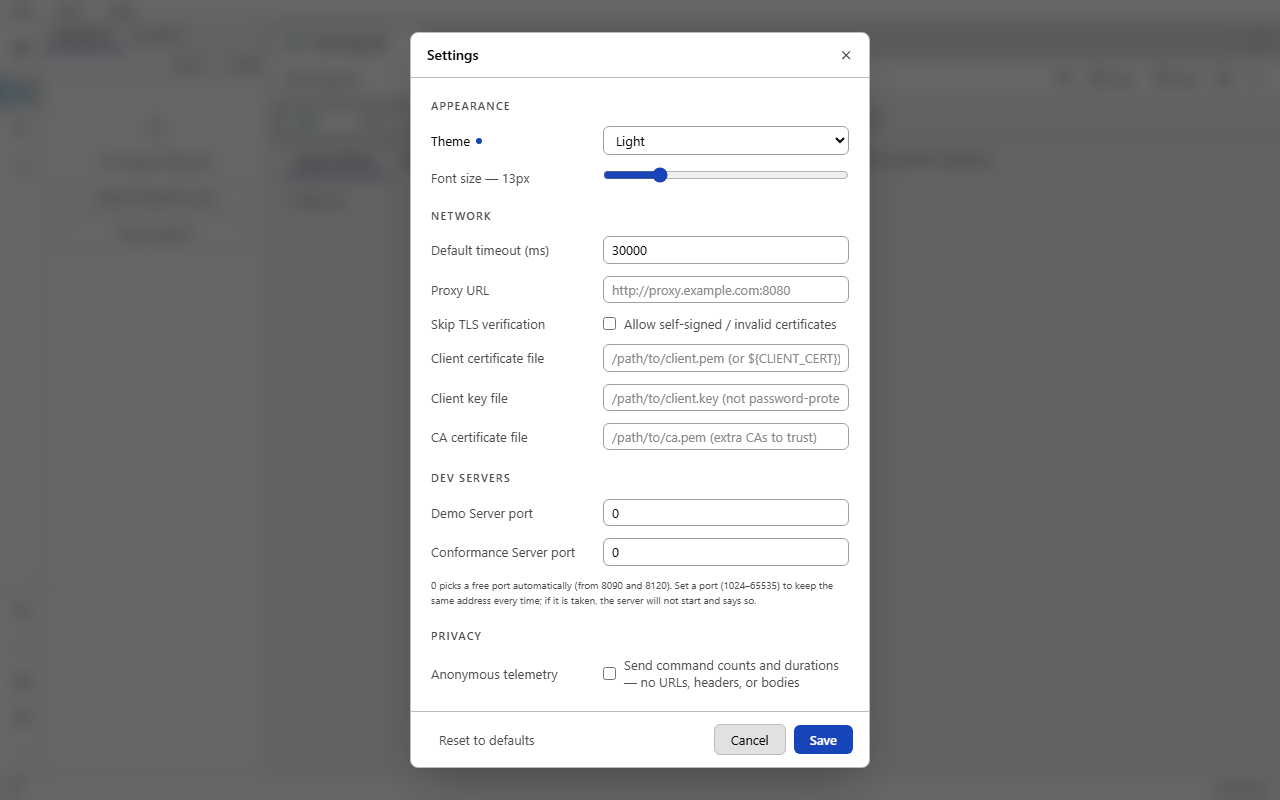 Settings
×
APPEARANCE
Theme
Light
Font size — 13px
NETWORK
Default timeout (ms)
30000
Proxy URL
http://proxy.example.com:8080
Skip TLS verification
Allow self-signed / invalid certificates
Client certificate file
/path/to/client.pem (or ${CLIENT_CERT})
Client key file
/path/to/client.key (not password-prote
CA certificate file
/path/to/ca.pem (extra CAs to trust)
DEV SERVERS
Demo Server port
0
Conformance Server port
0
0 picks a free port automatically (from 8090 and 8120). Set a port (1024–65535) to keep the
same address every time; if it is taken, the server will not start and says so.
PRIVACY
Anonymous telemetry
Send command counts and durations
— no URLs, headers, or bodies
Reset to defaults
Cancel
Save